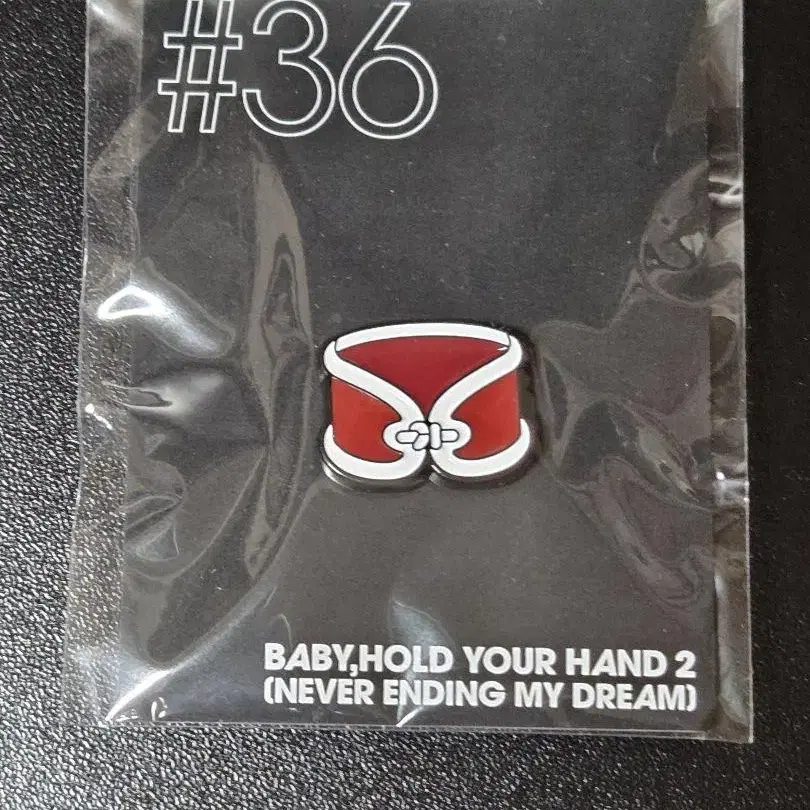 #36
BABY,HOLD YOUR HAND 2
(NEVER ENDING MY DREAM)